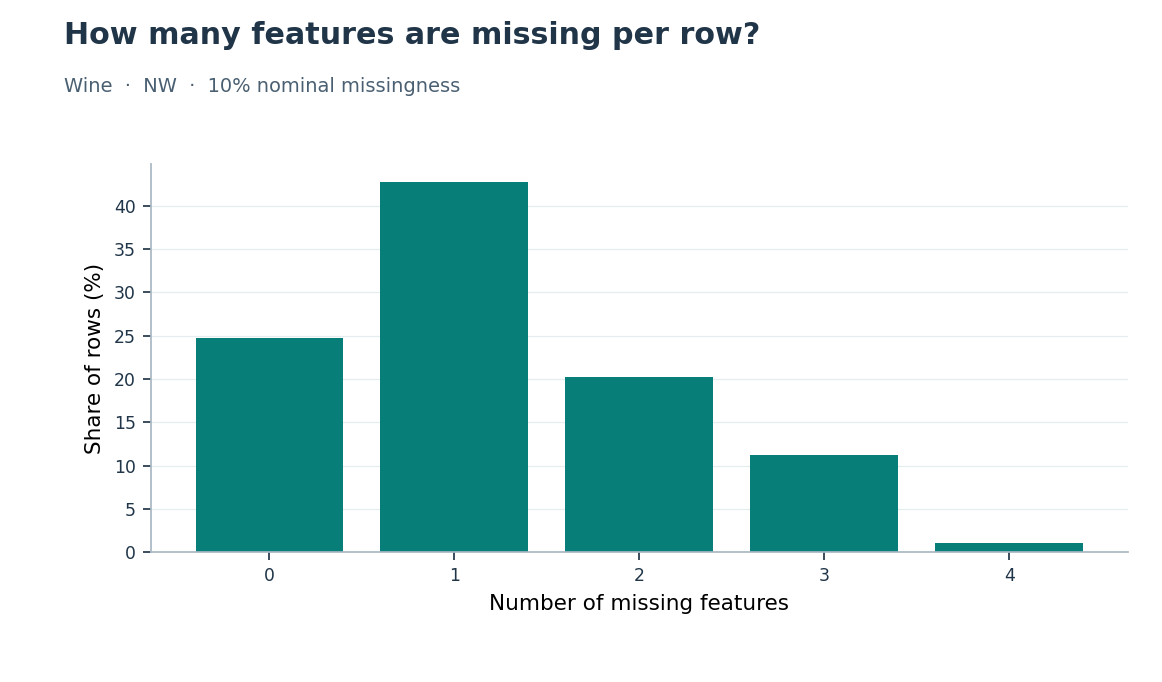 How many features are missing per row?
Wine · NW · 10% nominal missingness
Share of rows (%)
40
35
30
25
20
15
10
5
0
0 1 2 3 4
Number of missing features